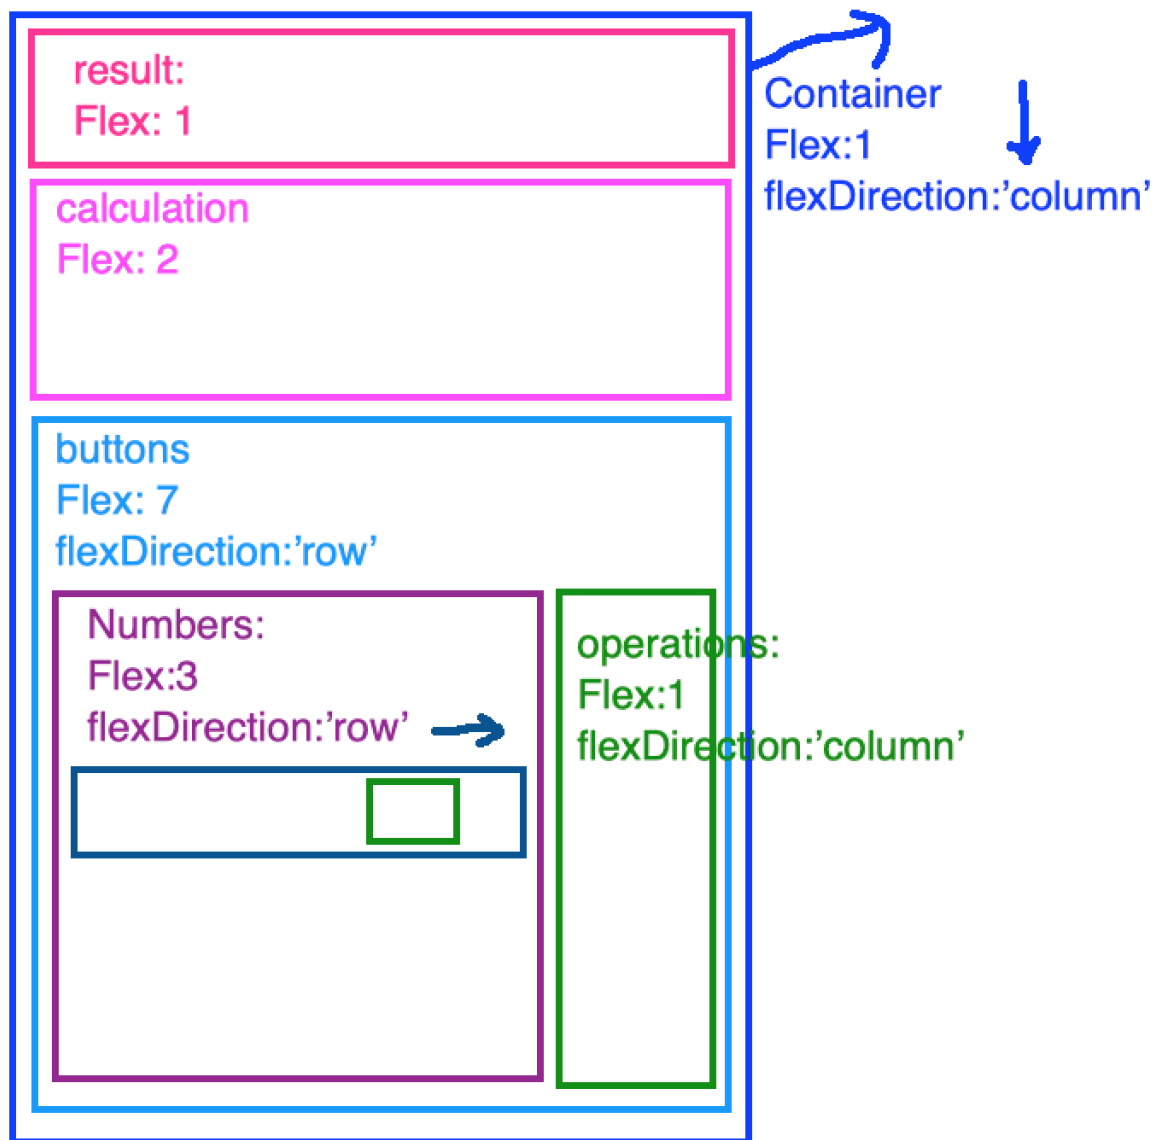 result:
Flex: 1
Container
Flex:1
flexDirection:’column’
calculation
Flex: 2
buttons
Flex: 7
flexDirection:’row’
Numbers:
Flex:3
flexDirection:’row’
operations:
Flex:1
flexDirection:’column’